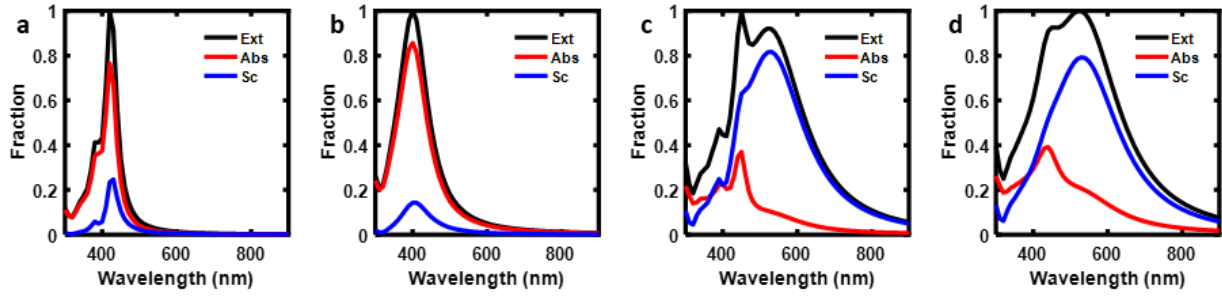 a
Fraction
1
0.8
0.6
0.4
0.2
0
Ext
Abs
Sc
400 600 800
Wavelength (nm)
b
Fraction
1
0.8
0.6
0.4
0.2
0
Ext
Abs
Sc
400 600 800
Wavelength (nm)
c
Fraction
1
0.8
0.6
0.4
0.2
0
Ext
Abs
Sc
400 600 800
Wavelength (nm)
d
Fraction
1
0.8
0.6
0.4
0.2
0
Ext
Abs
Sc
400 600 800
Wavelength (nm)